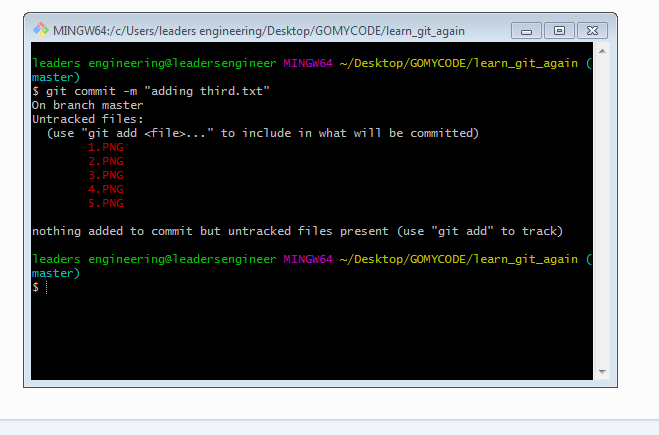 MINGW64:/c/Users/leaders engineering/Desktop/GOMYCODE/learn_git_again
leaders engineering@leadersengineer MINGW64 ~/Desktop/GOMYCODE/learn_git_again (
master)
$ git commit -m "adding third.txt"
On branch master
Untracked files:
  (use "git add <file>..." to include in what will be committed)
        1.PNG
        2.PNG
        3.PNG
        4.PNG
        5.PNG
nothing added to commit but untracked files present (use "git add" to track)
leaders engineering@leadersengineer MINGW64 ~/Desktop/GOMYCODE/learn_git_again (
master)
$